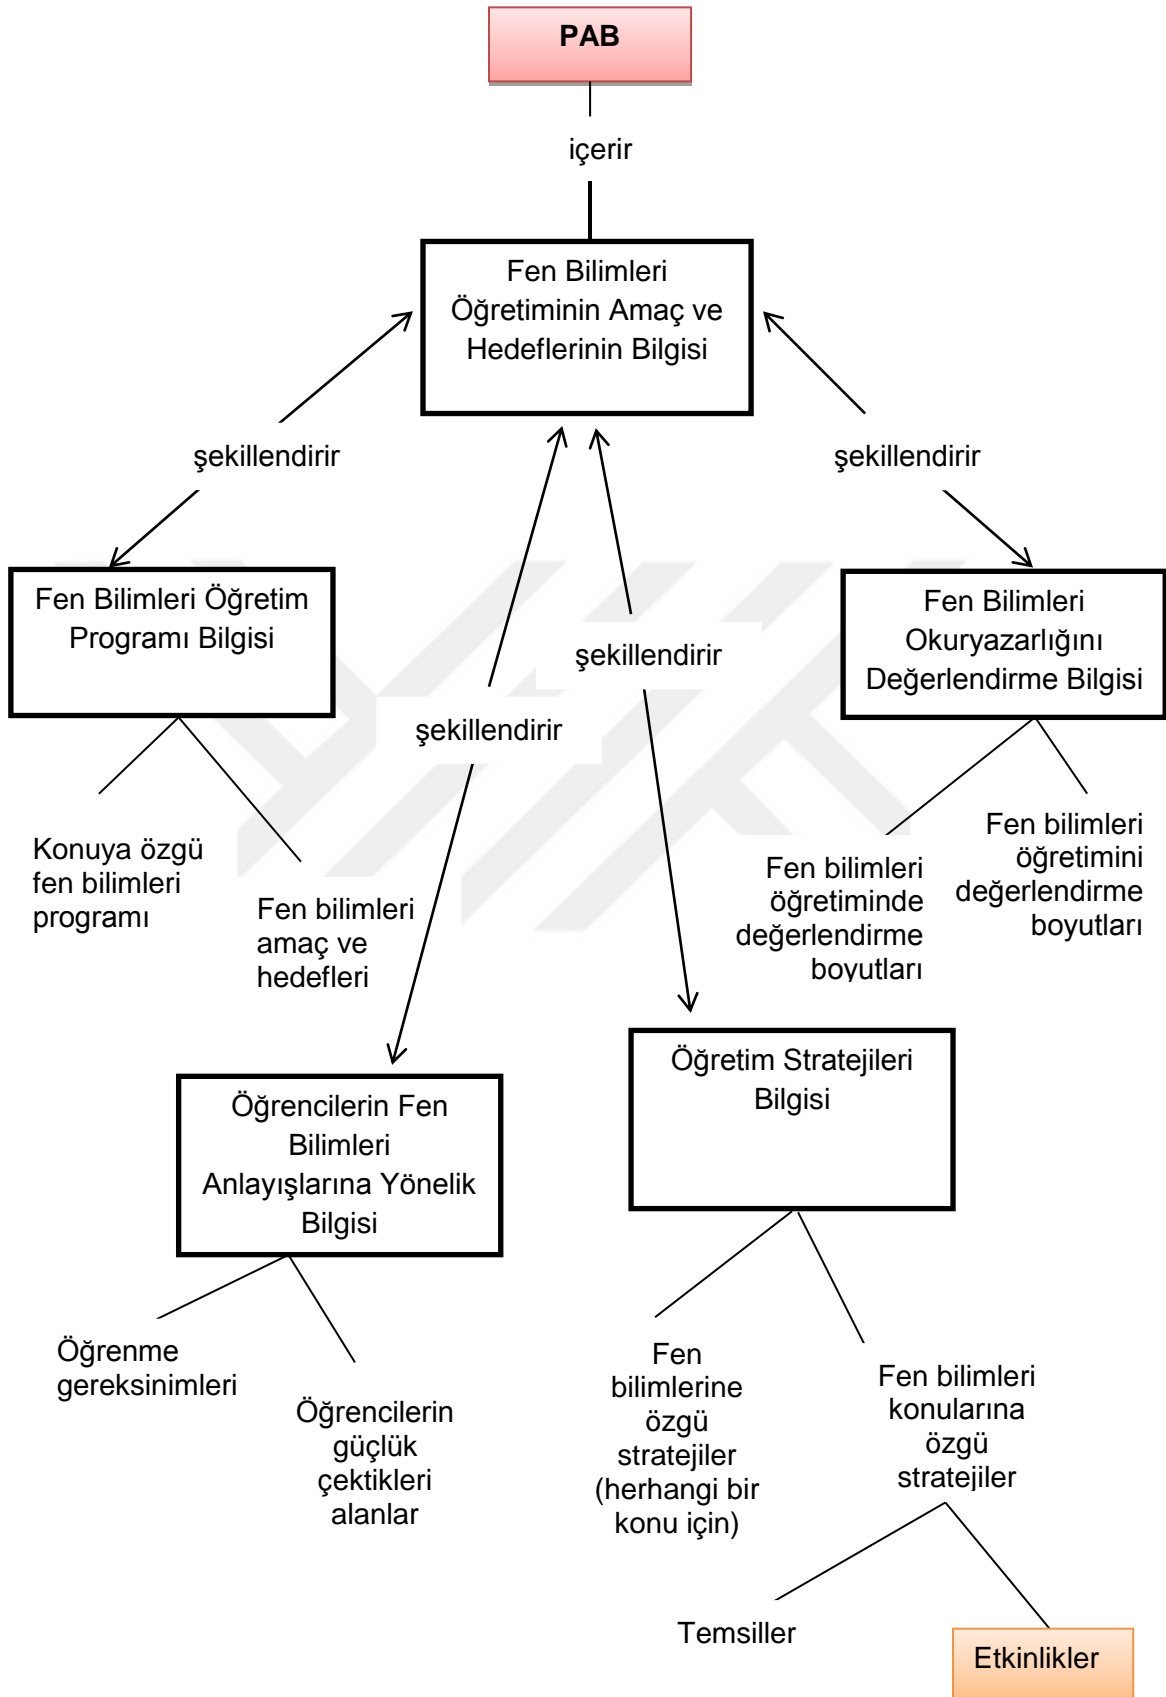 PAB
içerir
Fen Bilimleri
Öğretiminin Amaç ve
Hedeflerinin Bilgisi
şekillendirir
şekillendirir
Fen Bilimleri Öğretim
Programı Bilgisi
Fen Bilimleri
Okuryazarlığını
Değerlendirme Bilgisi
şekillendirir
şekillendirir
Konuya özgü
fen bilimleri
programı
Fen bilimleri
amaç ve
hedefleri
Fen bilimleri
öğretiminde
değerlendirme
boyutları
Fen bilimleri
öğretimini
değerlendirme
boyutları
Öğrencilerin Fen
Bilimleri
Anlayışlarına Yönelik
Bilgisi
Öğretim Stratejileri
Bilgisi
Öğrenme
gereksinimleri
Öğrencilerin
güçlük
çektikleri
alanlar
Fen
bilimlerine
özgü
stratejiler
(herhangi bir
konu için)
Fen bilimleri
konularına
özgü
stratejiler
Temsiller
Etkinlikler